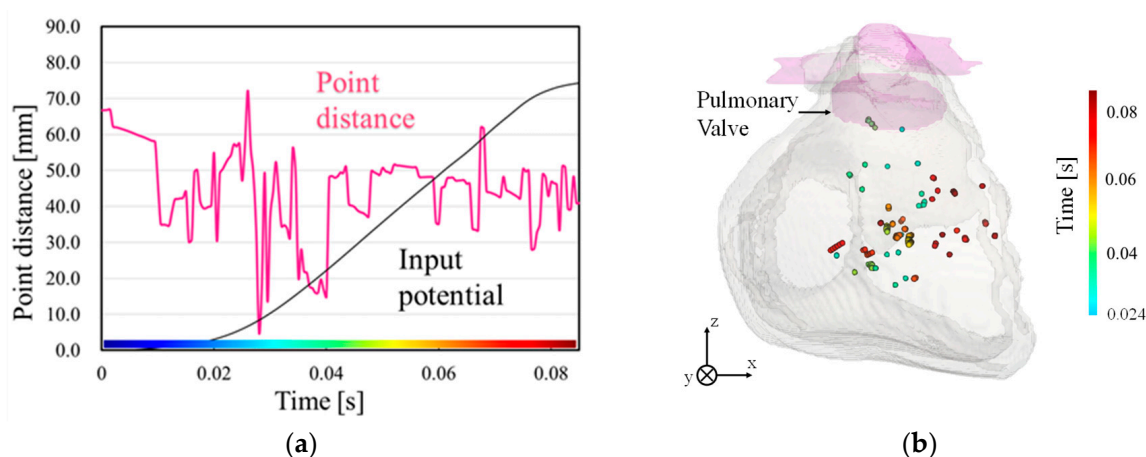 90.0
80.0
70.0
60.0
50.0
40.0
30.0
20.0
10.0
0.0
Point distance [mm]
Point
distance
Input
potential
0
0.02
0.04
0.06
0.08
Time [s]
(a)
Pulmonary
Valve
z
y
x
Time [s]
0.08
0.06
0.04
0.024
(b)